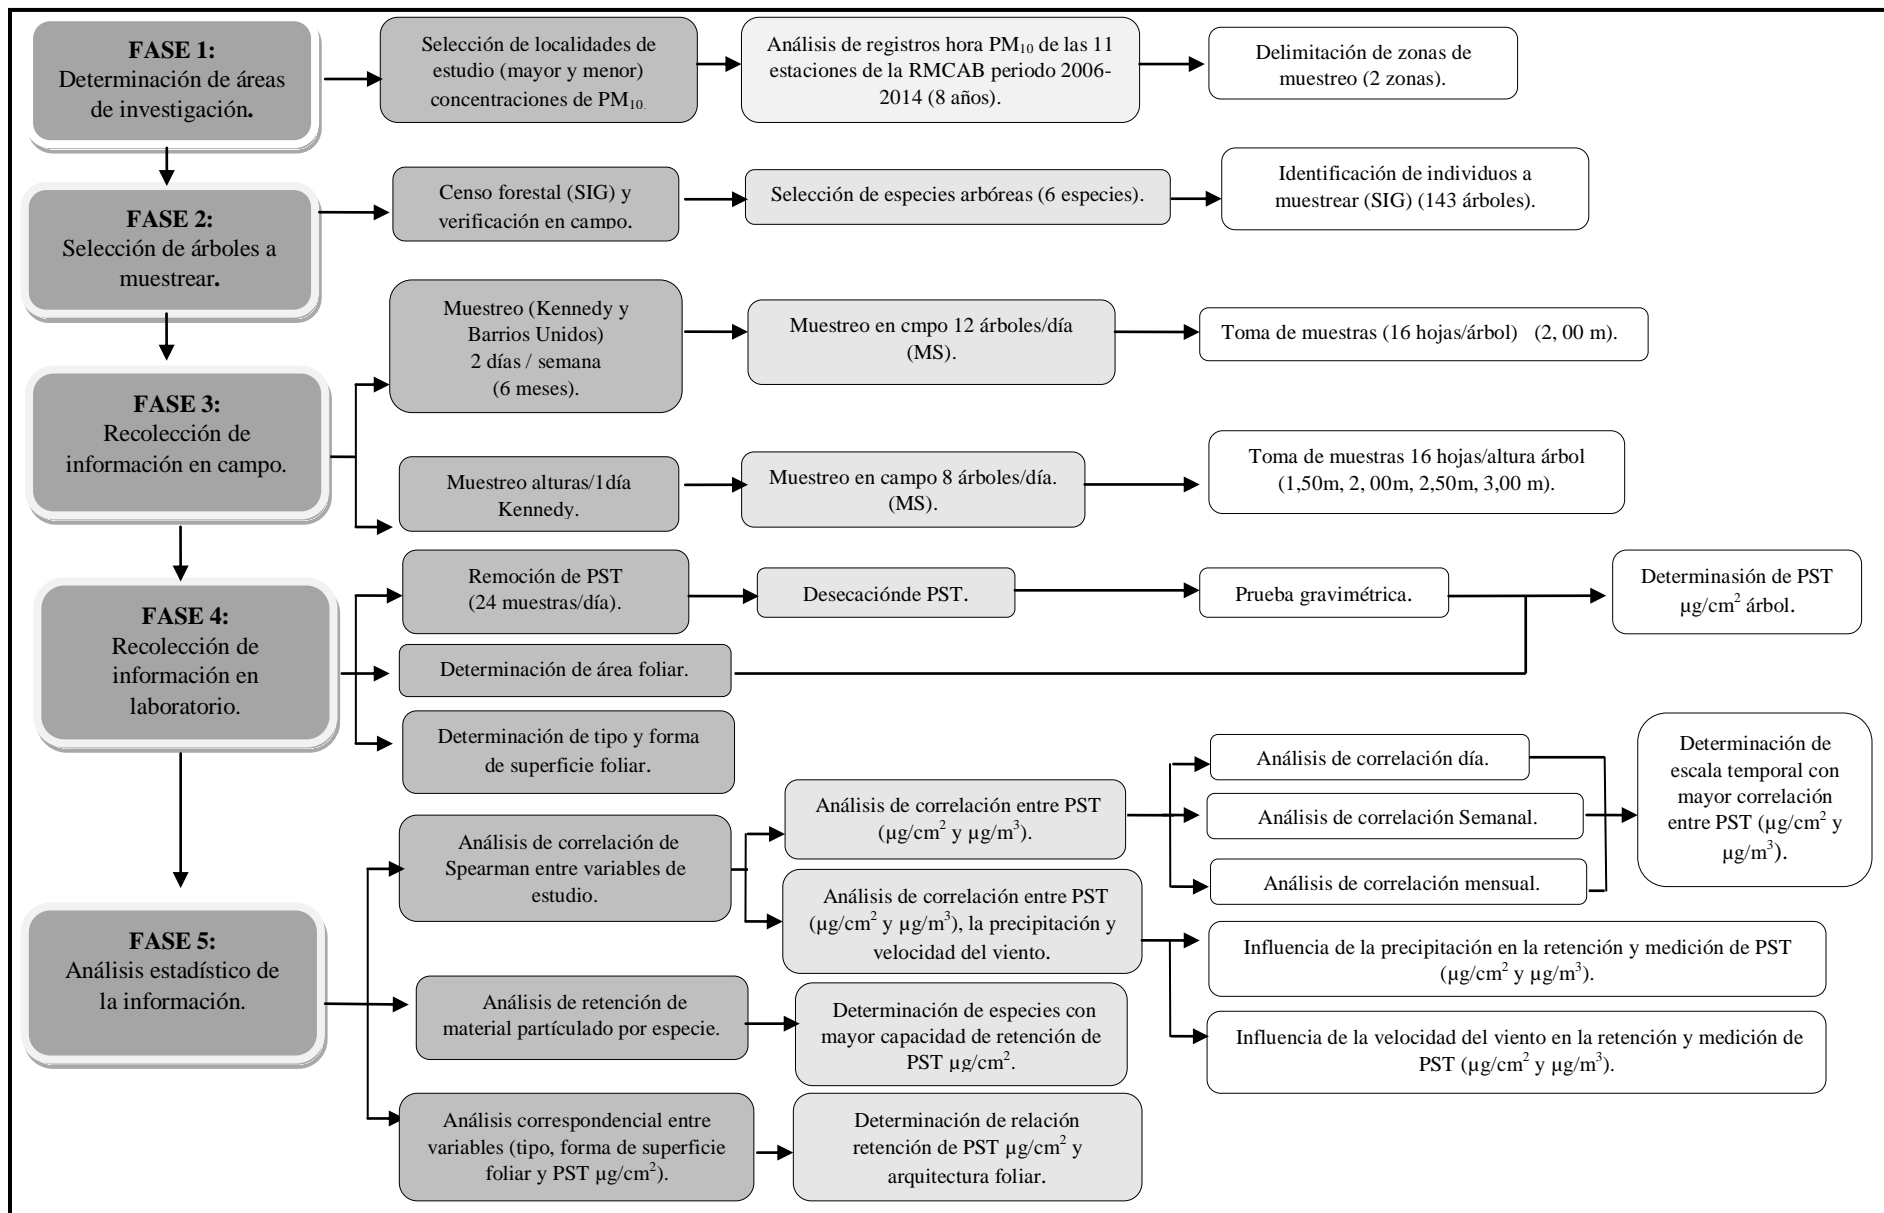 FASE 1:
Determinación de áreas
de investigación.
Selección de localidades de
estudio (mayor y menor)
concentraciones de PM₁₀.
Análisis de registros hora PM₁₀ de las 11
estaciones de la RMCAB periodo 2006-
2014 (8 años).
Delimitación de zonas de
muestreo (2 zonas).
FASE 2:
Selección de árboles a
muestrear.
Censo forestal (SIG) y
verificación en campo.
Selección de especies arbóreas (6 especies).
Identificación de individuos a
muestrear (SIG) (143 árboles).
FASE 3:
Recolección de
información en campo.
Muestreo (Kennedy y
Barrios Unidos)
2 días / semana
(6 meses).
Muestreo en cmpo 12 árboles/día
(MS).
Toma de muestras (16 hojas/árbol)   (2, 00 m).
Muestreo alturas/1día
Kennedy.
Muestreo en campo 8 árboles/día.
(MS).
Toma de muestras 16 hojas/altura árbol
(1,50m, 2, 00m, 2,50m, 3,00 m).
FASE 4:
Recolección de
información en
laboratorio.
Remoción de PST
(24 muestras/día).
Desecaciónde PST.
Prueba gravimétrica.
Determinasión de PST
µg/cm² árbol.
Determinación de área foliar.
Determinación de tipo y forma
de superficie foliar.
FASE 5:
Análisis estadístico de
la información.
Análisis de correlación de
Spearman entre variables de
estudio.
Análisis de correlación entre PST
(µg/cm² y µg/m³).
Análisis de correlación día.
Análisis de correlación Semanal.
Análisis de correlación mensual.
Determinación de
escala temporal con
mayor correlación
entre PST (µg/cm² y
µg/m³).
Análisis de correlación entre PST
(µg/cm² y µg/m³), la precipitación y
velocidad del viento.
Influencia de la precipitación en la retención y medición de PST
(µg/cm² y µg/m³).
Influencia de la velocidad del viento en la retención y medición de
PST (µg/cm² y µg/m³).
Análisis de retención de
material partículado por especie.
Determinación de especies con
mayor capacidad de retención de
PST µg/cm².
Análisis correspondencial entre
variables (tipo, forma de superficie
foliar y PST µg/cm²).
Determinación de relación
retención de PST µg/cm² y
arquitectura foliar.